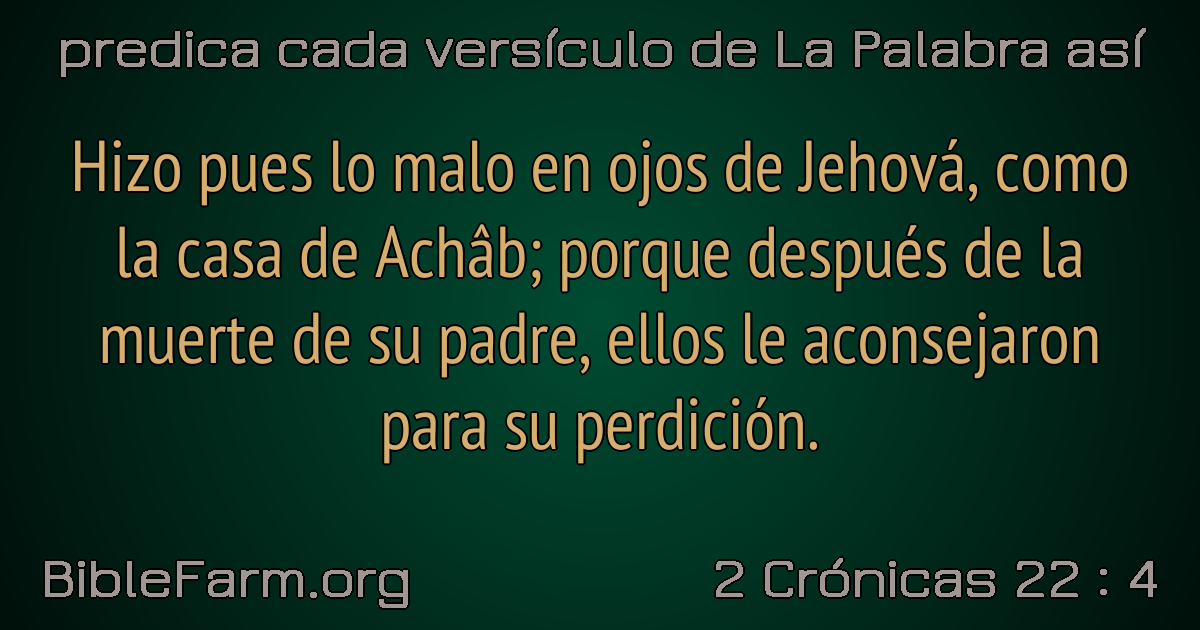 predica cada versículo de La Palabra así
Hizo pues lo malo en ojos de Jehová, como
la casa de Achâb; porque después de la
muerte de su padre, ellos le aconsejaron
para su perdición.
BibleFarm.org
2 Crónicas 22 : 4